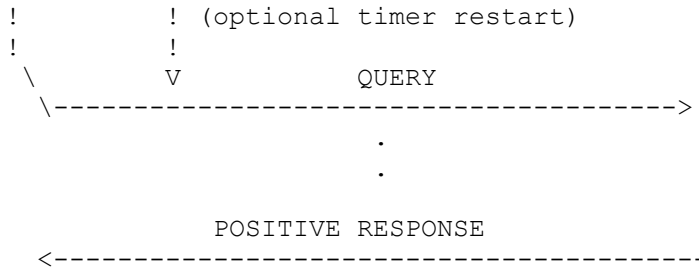 !         ! (optional timer restart)
!         !
 \        V           QUERY
  \--------------------------------------->
                       .
                       .
             POSITIVE RESPONSE
  <-----------------------------------------